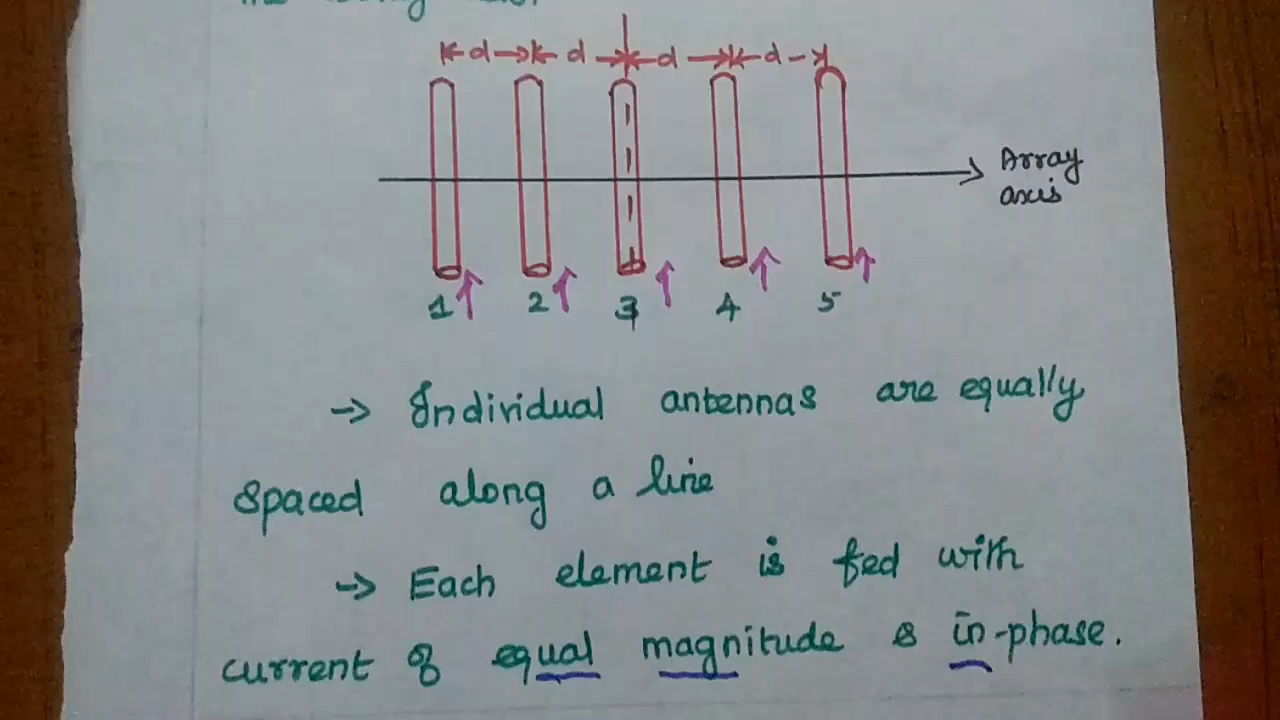 d d d d
Array
axis
1 2 3 4 5
→ Individual antennas are equally
spaced along a line
→ Each element is fed with
current of equal magnitude & in-phase.